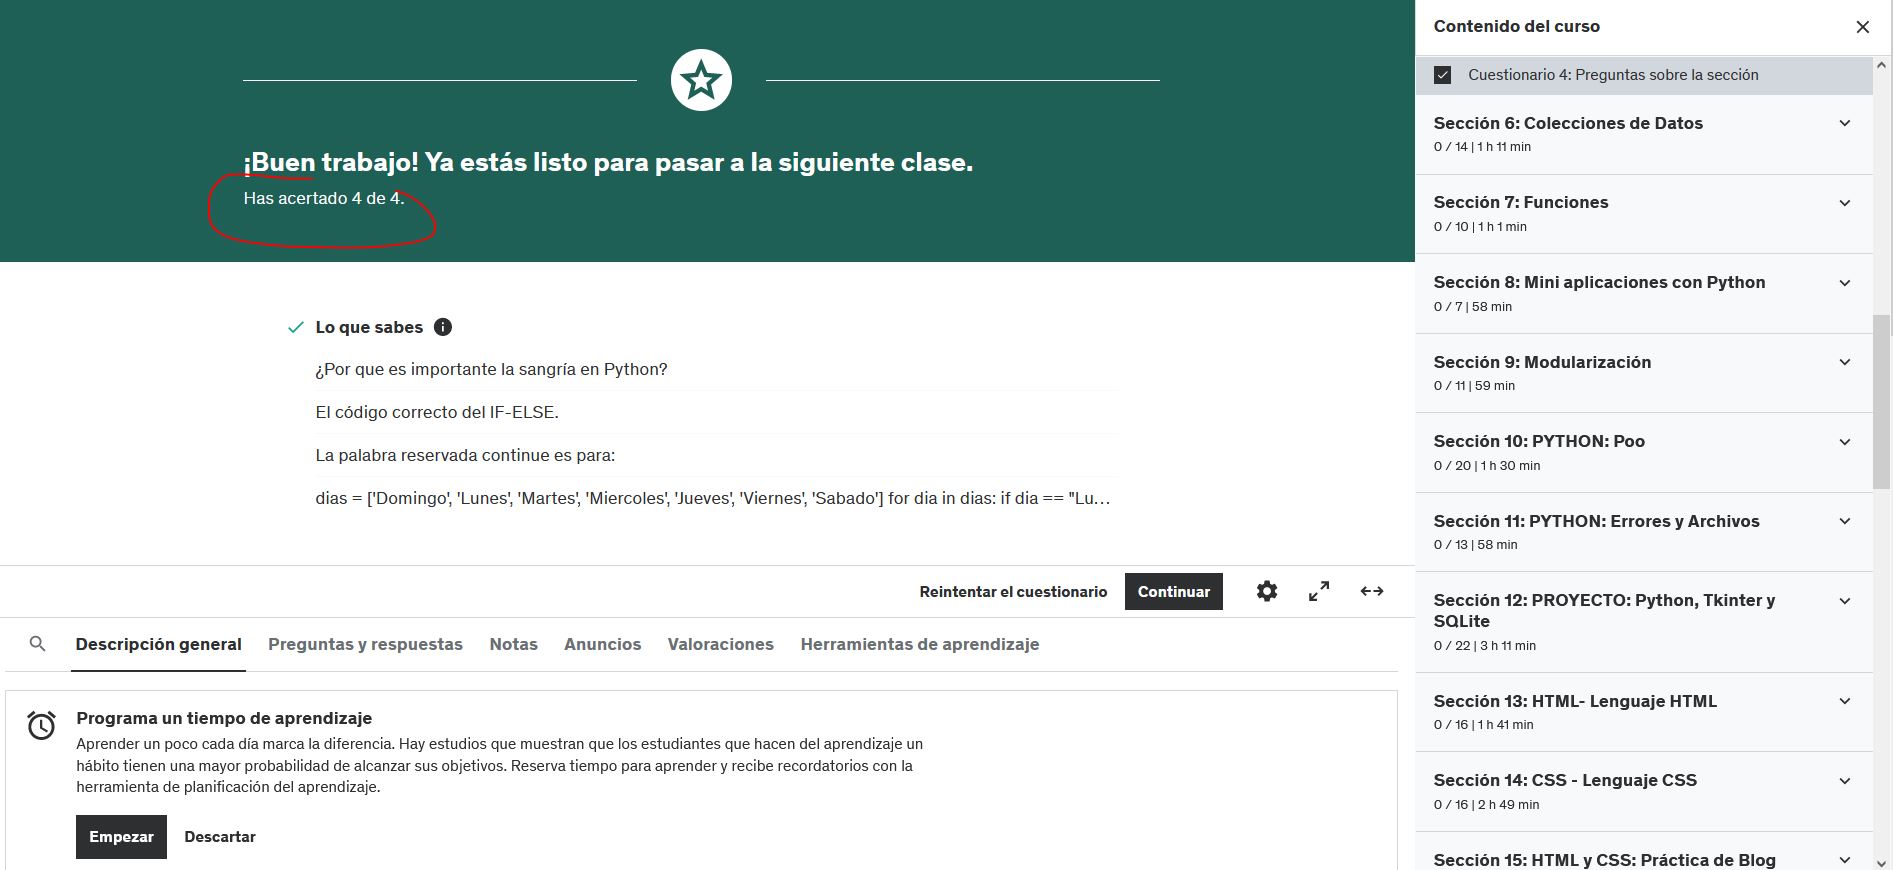 ¡Buen trabajo! Ya estás listo para pasar a la siguiente clase.
Has acertado 4 de 4.
Lo que sabes
¿Por que es importante la sangría en Python?
El código correcto del IF-ELSE.
La palabra reservada continue es para:
dias = ['Domingo', 'Lunes', 'Martes', 'Miercoles', 'Jueves', 'Viernes', 'Sabado'] for dia in dias: if dia == "Lu...
Reintentar el cuestionario
Continuar
Descripción general
Preguntas y respuestas
Notas
Anuncios
Valoraciones
Herramientas de aprendizaje
Programa un tiempo de aprendizaje
Aprender un poco cada día marca la diferencia. Hay estudios que muestran que los estudiantes que hacen del aprendizaje un
hábito tienen una mayor probabilidad de alcanzar sus objetivos. Reserva tiempo para aprender y recibe recordatorios con la
herramienta de planificación del aprendizaje.
Empezar
Descartar
Contenido del curso
Cuestionario 4: Preguntas sobre la sección
Sección 6: Colecciones de Datos
0 / 14 | 1 h 11 min
Sección 7: Funciones
0 / 10 | 1 h 1 min
Sección 8: Mini aplicaciones con Python
0 / 7 | 58 min
Sección 9: Modularización
0 / 11 | 59 min
Sección 10: PYTHON: Poo
0 / 20 | 1 h 30 min
Sección 11: PYTHON: Errores y Archivos
0 / 13 | 58 min
Sección 12: PROYECTO: Python, Tkinter y
SQLite
0 / 22 | 3 h 11 min
Sección 13: HTML- Lenguaje HTML
0 / 16 | 1 h 41 min
Sección 14: CSS - Lenguaje CSS
0 / 16 | 2 h 49 min
Sección 15: HTML y CSS: Práctica de Blog